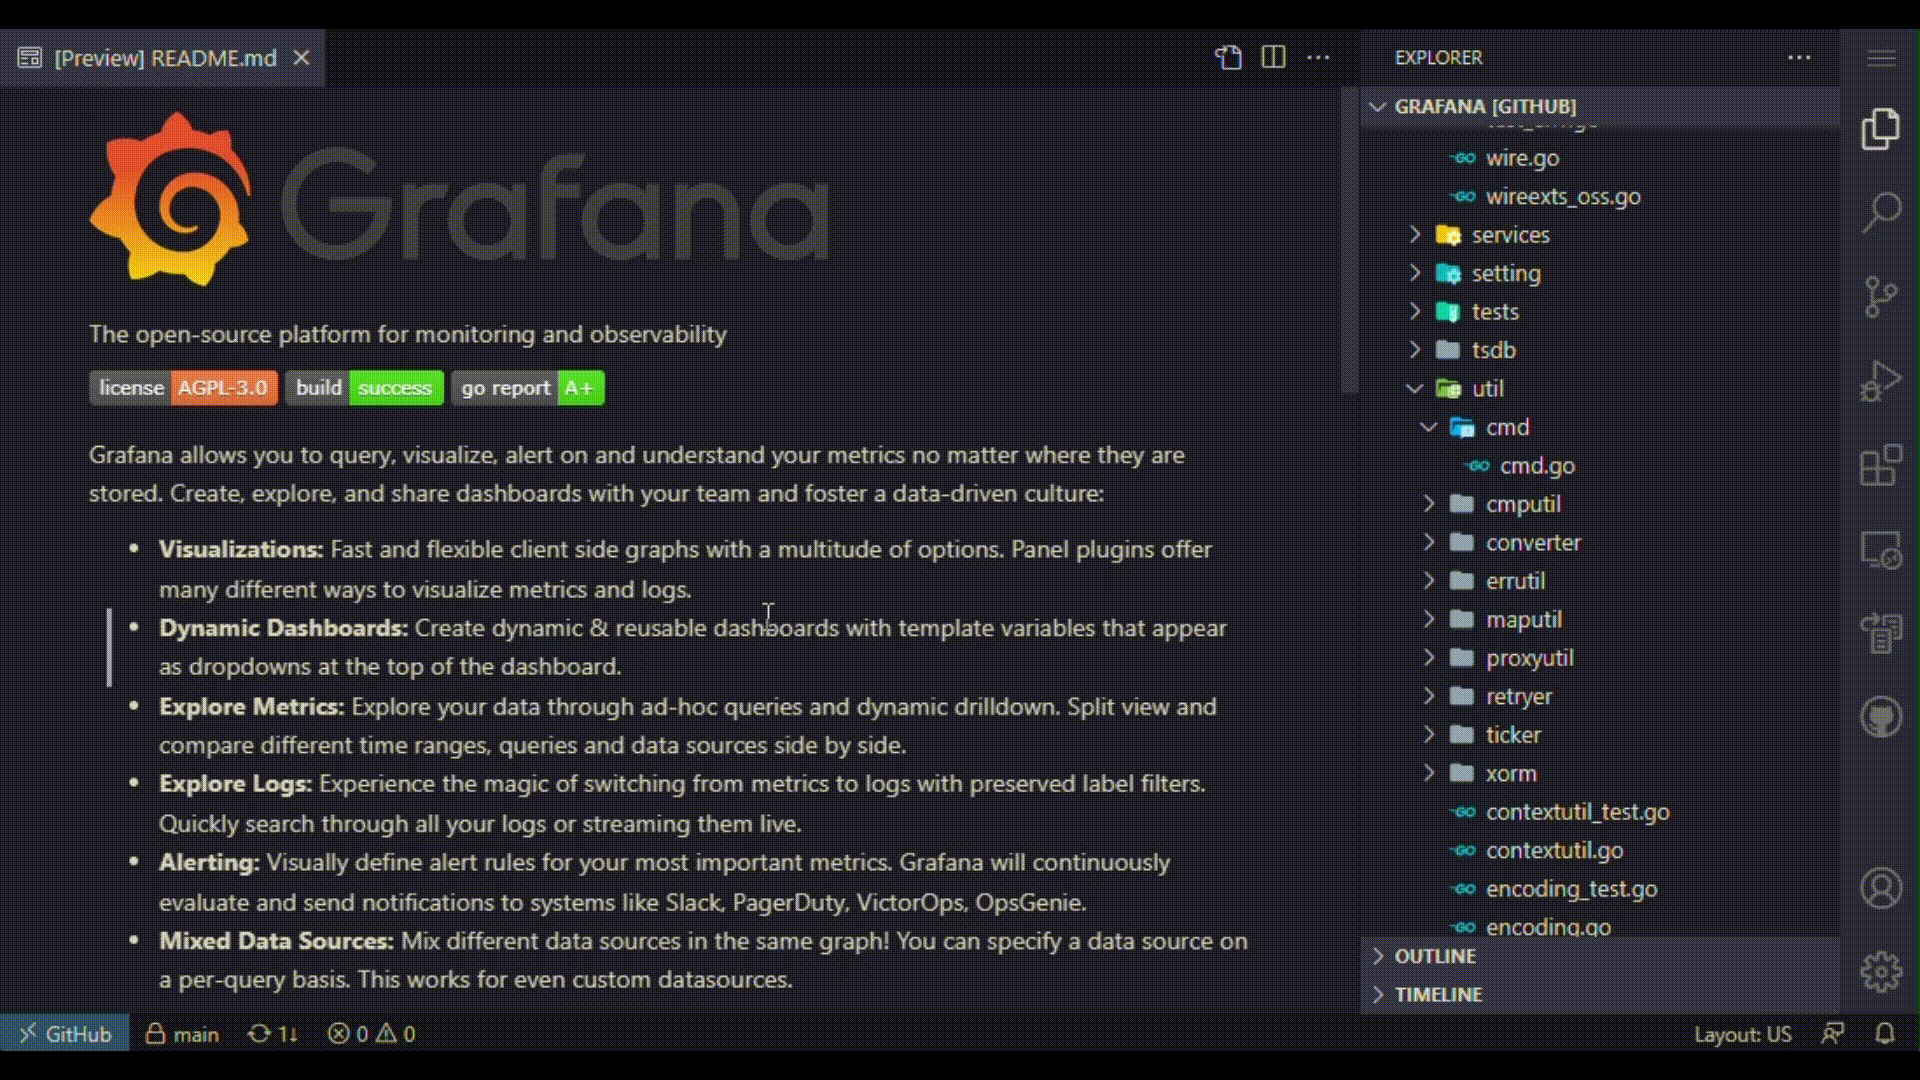 [Preview] README.md
Grafana
The open-source platform for monitoring and observability
license AGPL-3.0 build success go report A+
Grafana allows you to query, visualize, alert on and understand your metrics no matter where they are
stored. Create, explore, and share dashboards with your team and foster a data-driven culture:
• Visualizations: Fast and flexible client side graphs with a multitude of options. Panel plugins offer
many different ways to visualize metrics and logs.
• Dynamic Dashboards: Create dynamic & reusable dashboards with template variables that appear
as dropdowns at the top of the dashboard.
• Explore Metrics: Explore your data through ad-hoc queries and dynamic drilldown. Split view and
compare different time ranges, queries and data sources side by side.
• Explore Logs: Experience the magic of switching from metrics to logs with preserved label filters.
Quickly search through all your logs or streaming them live.
• Alerting: Visually define alert rules for your most important metrics. Grafana will continuously
evaluate and send notifications to systems like Slack, PagerDuty, VictorOps, OpsGenie.
• Mixed Data Sources: Mix different data sources in the same graph! You can specify a data source on
a per-query basis. This works for even custom datasources.
EXPLORER
GRAFANA [GITHUB]
wire.go
wireexts_oss.go
services
setting
tests
tsdb
util
cmd
cmd.go
cmputil
converter
errutil
maputil
proxyutil
retryer
ticker
xorm
contextutil_test.go
contextutil.go
encoding_test.go
encoding.go
OUTLINE
TIMELINE
GitHub main 1↓ 0 0
Layout: US